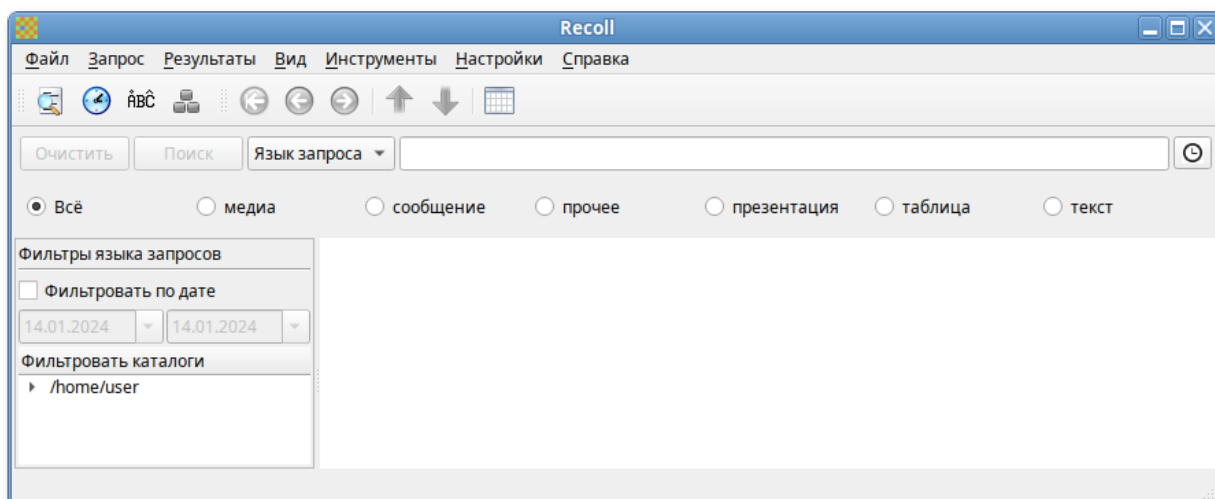 Recoll
Файл Запрос Результаты Вид Инструменты Настройки Справка
ÀBĈ
Очистить Поиск Язык запроса
Всё медиа сообщение прочее презентация таблица текст
Фильтры языка запросов
Фильтровать по дате
14.01.2024 14.01.2024
Фильтровать каталоги
/home/user